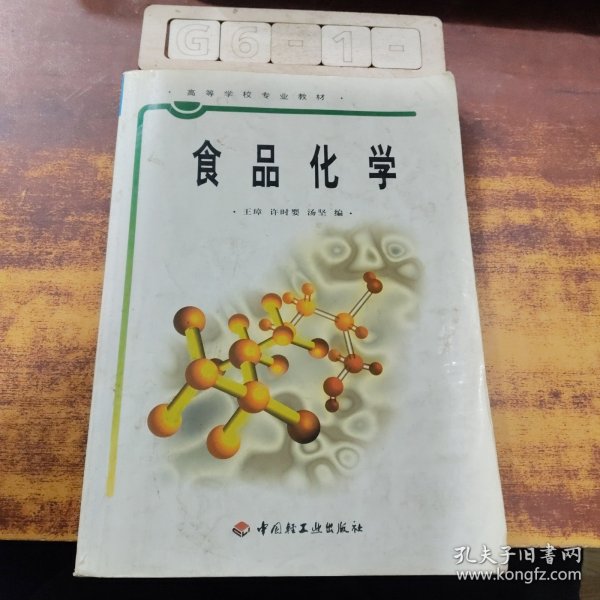 G6-1-
·高等学校专业教材·
食品化学
·王璋 许时婴 汤坚 编·
中国轻工业出版社
孔夫子旧书网
www.kongfz.com